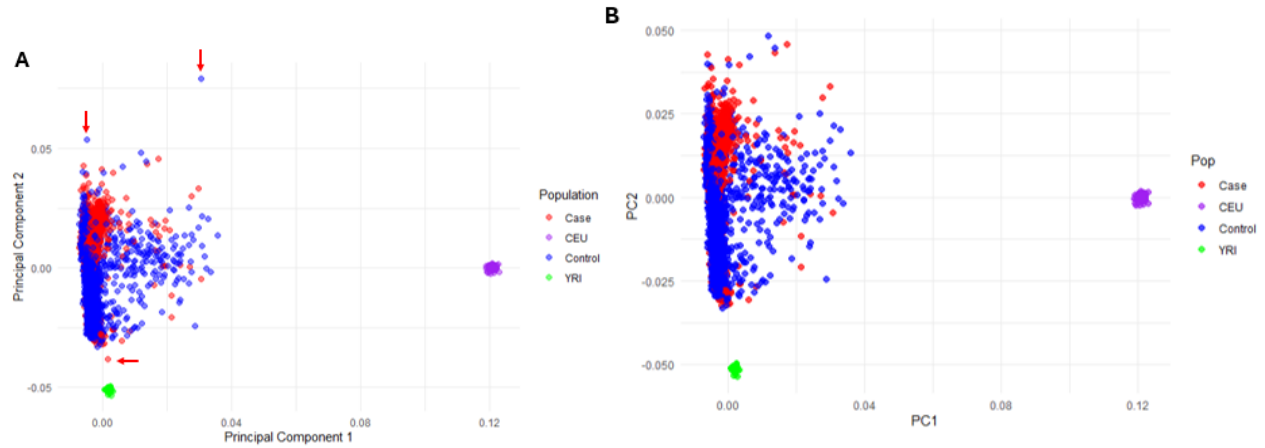 A
Principal Component 2
0.05
0.00
-0.05
0.00
0.04
0.08
0.12
Principal Component 1
Population
Case
CEU
Control
YRI
B
PC2
0.050
0.025
0.000
-0.025
-0.050
0.00
0.04
0.08
0.12
PC1
Pop
Case
CEU
Control
YRI